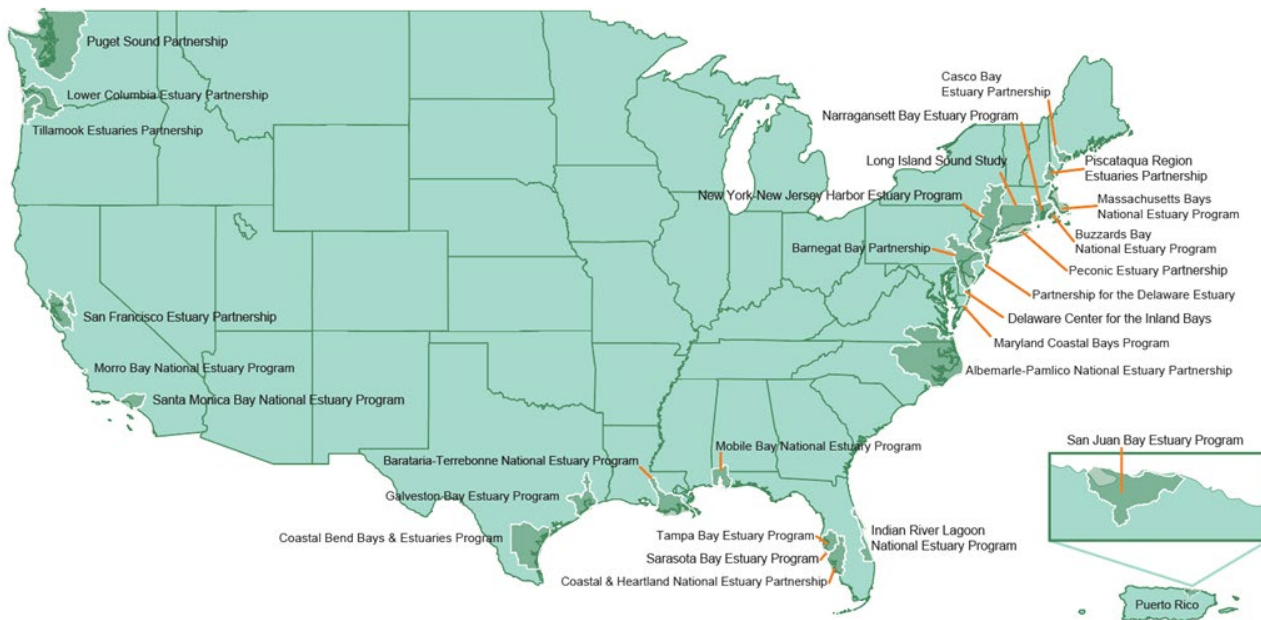 Puget Sound Partnership
Lower Columbia Estuary Partnership
Tillamook Estuaries Partnership
San Francisco Estuary Partnership
Morro Bay National Estuary Program
Santa Monica Bay National Estuary Program
Casco Bay
Estuary Partnership
Narragansett Bay Estuary Program
Long Island Sound Study
New York-New Jersey Harbor Estuary Program
Barnegat Bay Partnership
Piscataqua Region
Estuaries Partnership
Massachusetts Bays
National Estuary Program
Buzzards Bay
National Estuary Program
Peconic Estuary Partnership
Partnership for the Delaware Estuary
Delaware Center for the Inland Bays
Maryland Coastal Bays Program
Albemarle-Pamlico National Estuary Partnership
Mobile Bay National Estuary Program
Barataria-Terrebonne National Estuary Program
Galveston Bay Estuary Program
Coastal Bend Bays & Estuaries Program
Tampa Bay Estuary Program
Sarasota Bay Estuary Program
Coastal & Heartland National Estuary Partnership
Indian River Lagoon
National Estuary Program
San Juan Bay Estuary Program
Puerto Rico